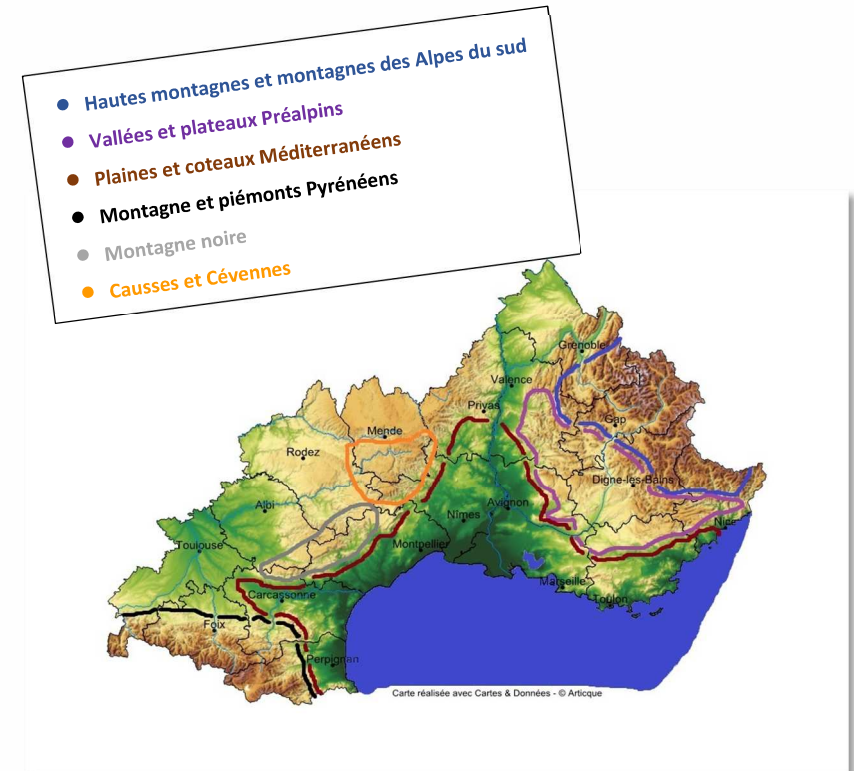 Hautes montagnes et montagnes des Alpes du sud
Vallées et plateaux Préalpins
Plaines et coteaux Méditerranéens
Montagne et piémonts Pyrénéens
Montagne noire
Causses et Cévennes
Grenoble
Valence
Privas
Gap
Mende
Rodez
Digne-les-Bains
Albi
Avignon
Nîmes
Nice
Toulouse
Montpellier
Marseille
Carcassonne
Toulon
Foix
Perpignan
Carte réalisée avec Cartes & Données - © Articque